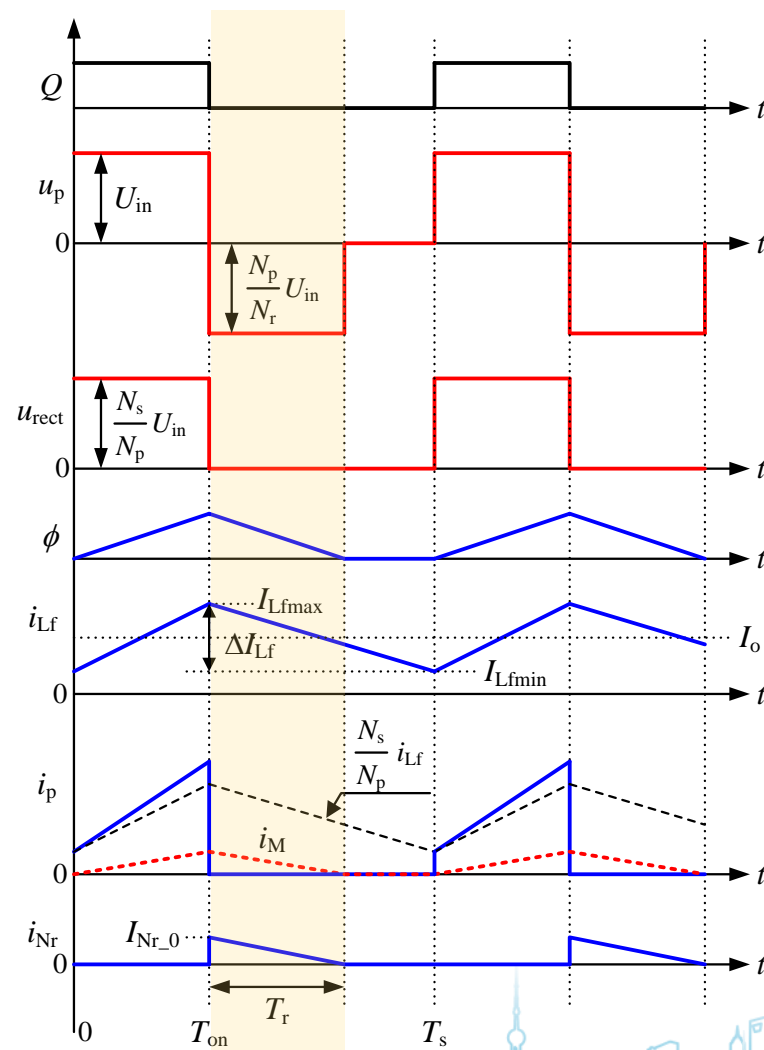 Q
t
u_p
U_in
0
N_p/N_r U_in
t
u_rect
N_s/N_p U_in
0
t
ϕ
t
i_Lf
I_Lfmax
ΔI_Lf
I_o
I_Lfmin
0
t
N_s/N_p i_Lf
i_p
i_M
0
t
i_Nr
I_Nr_0
0
t
T_r
0 T_on T_s